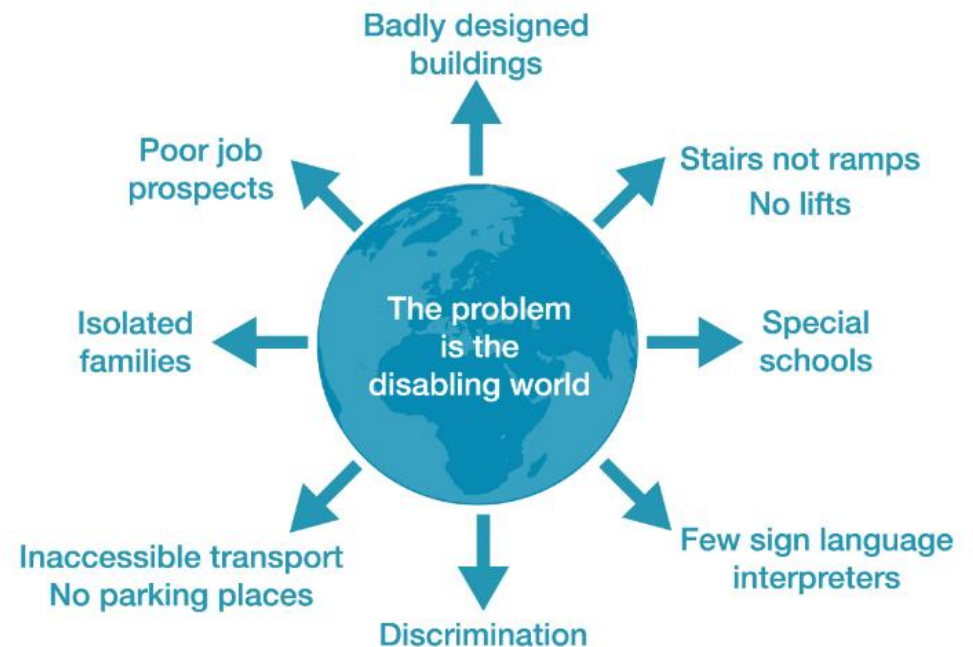 Badly designed
buildings
Poor job
prospects
Stairs not ramps
No lifts
The problem
is the
disabling world
Isolated
families
Special
schools
Inaccessible transport
No parking places
Few sign language
interpreters
Discrimination